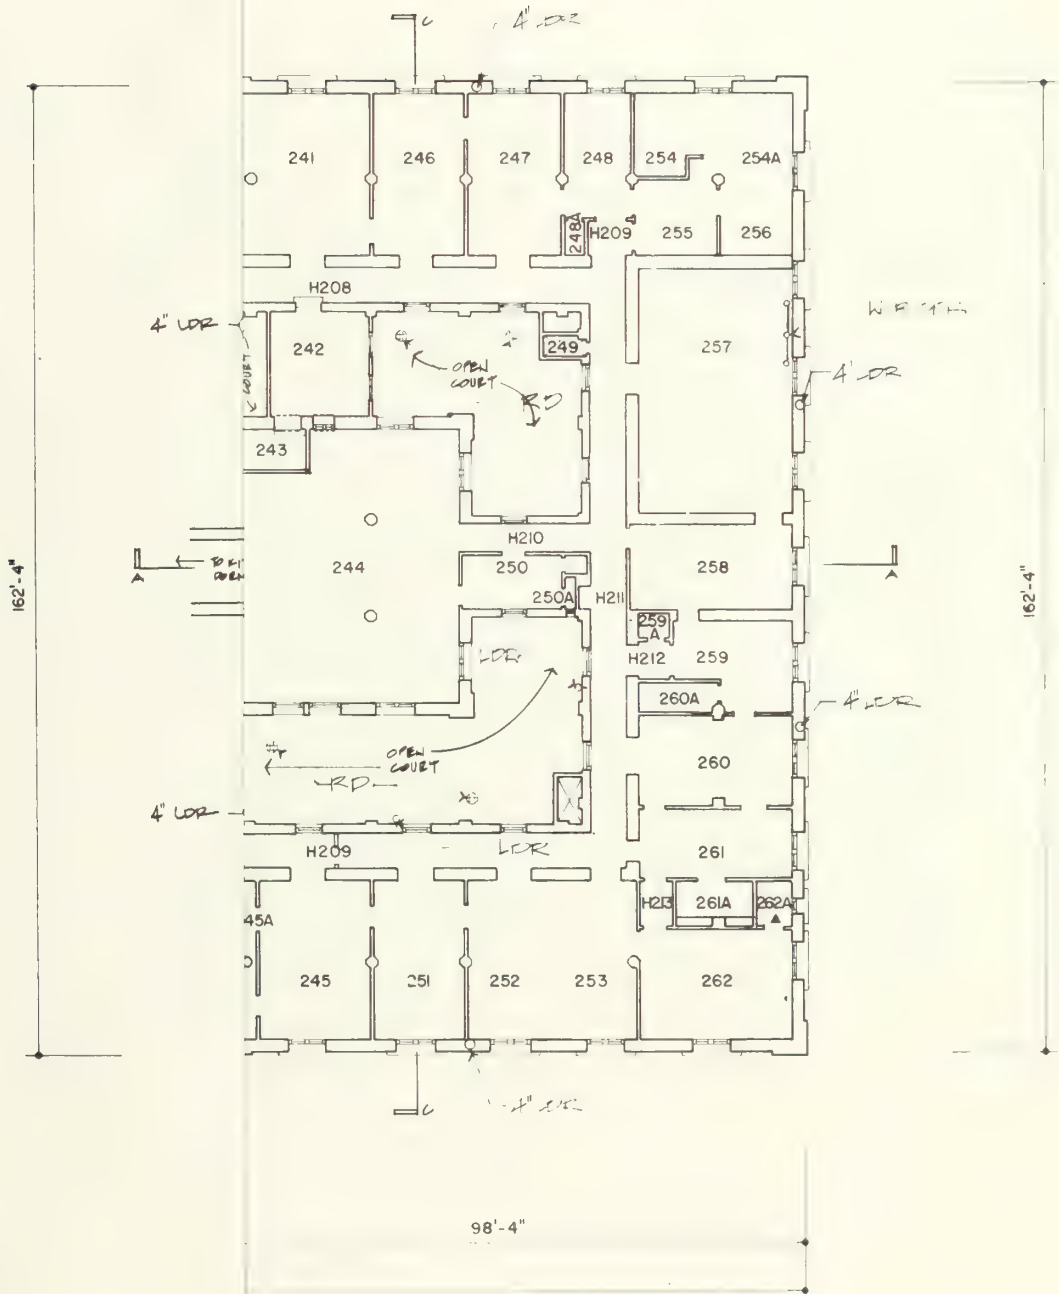 C
4" LDR
241
246
247
248
254
254A
248A
H209
255
256
H208
4" LDR
242
249
257
OPEN
COURT
RD
4" LDR
243
H210
162'-4"
A
244
250
250A
H211
258
A
162'-4"
259
A
LDR
H212
259
260A
4" LDR
OPEN
COURT
RD
260
4" LDR
LDR
H209
261
H213
261A
262A
45A
245
251
252
253
262
C
4" LDR
98'-4"